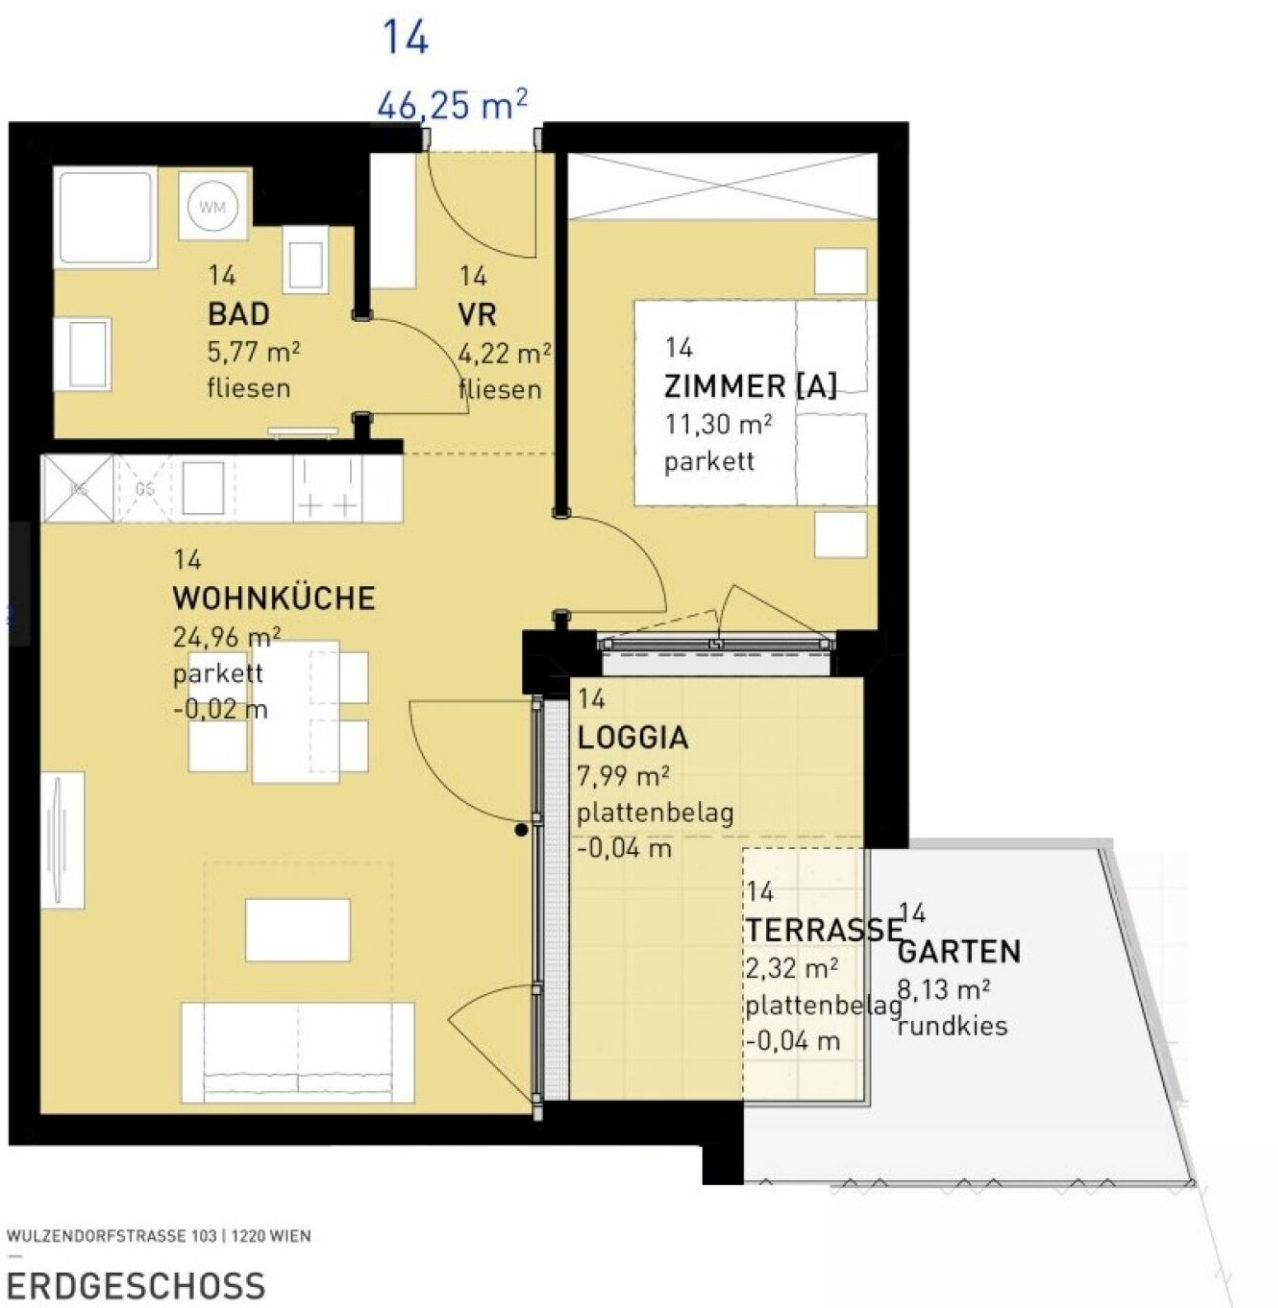 14
46,25 m²
WM
14
BAD
5,77 m²
fliesen
14
VR
4,22 m²
fliesen
14
ZIMMER [A]
11,30 m²
parkett
KS
GS
14
WOHNKÜCHE
24,96 m²
parkett
-0,02 m
14
LOGGIA
7,99 m²
plattenbelag
-0,04 m
14
TERRASSE
2,32 m²
plattenbelag
-0,04 m
14
GARTEN
8,13 m²
rundkies
WULZENDORFSTRASSE 103 | 1220 WIEN
ERDGESCHOSS